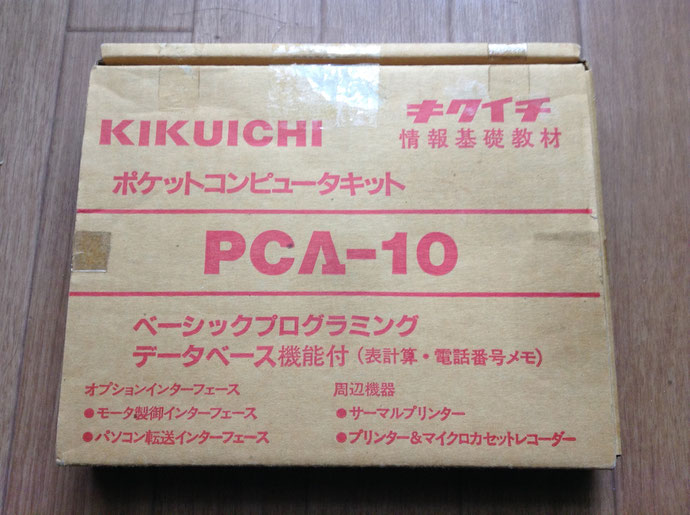 KIKUICHI
キクイチ
情報基礎教材
ポケットコンピュータキット
PCA-10
ベーシックプログラミング
データベース機能付(表計算・電話番号メモ)
オプションインターフェース
●モータ製御インターフェース
●パソコン転送インターフェース
周辺機器
●サーマルプリンター
●プリンター&マイクロカセットレコーダー